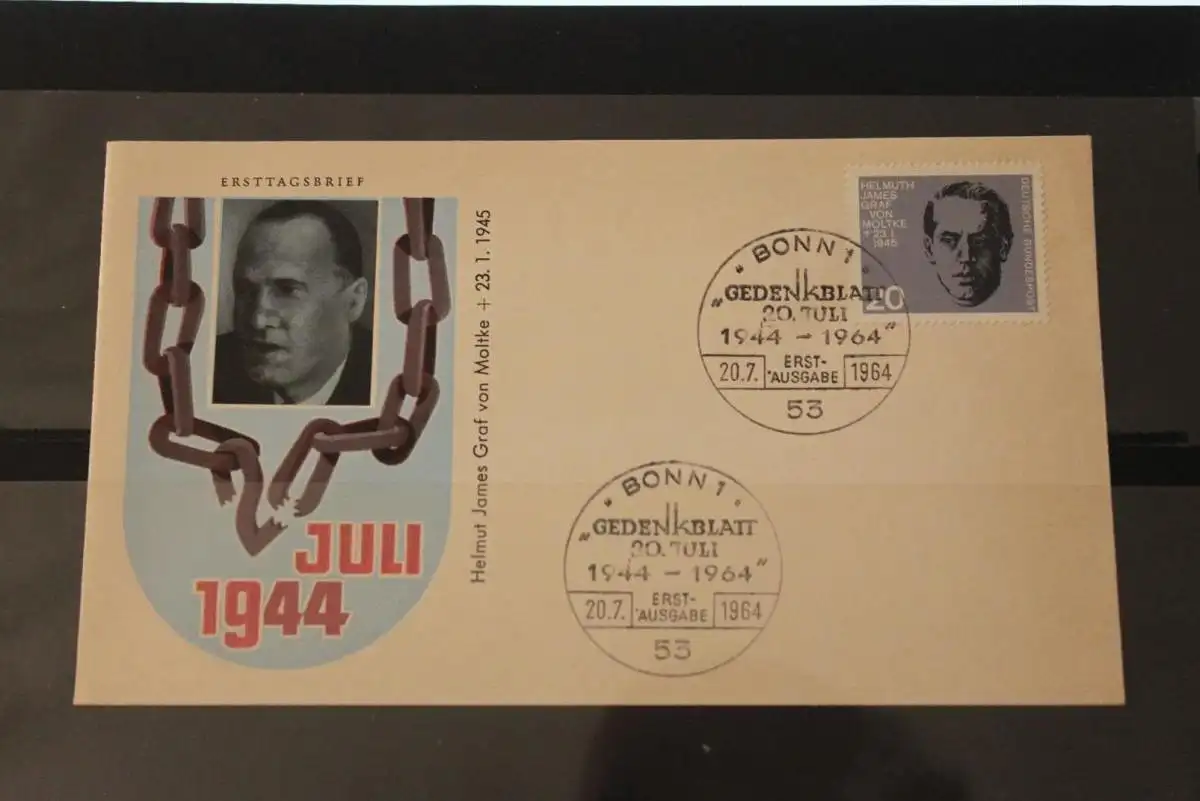 ERSTTAGSBRIEF
JULI
1944
Helmut James Graf von Moltke + 23. 1. 1945
HELMUTH
JAMES
GRAF
VON
MOLTKE
† 23.1.
1945
DEUTSCHE BUNDESPOST
20
BONN 1
„GEDENKBLATT
20. JULI
1944 – 1964“
20.7. ERST- 1964
AUSGABE
53
BONN 1
„GEDENKBLATT
20. JULI
1944 – 1964“
20.7. ERST- 1964
AUSGABE
53